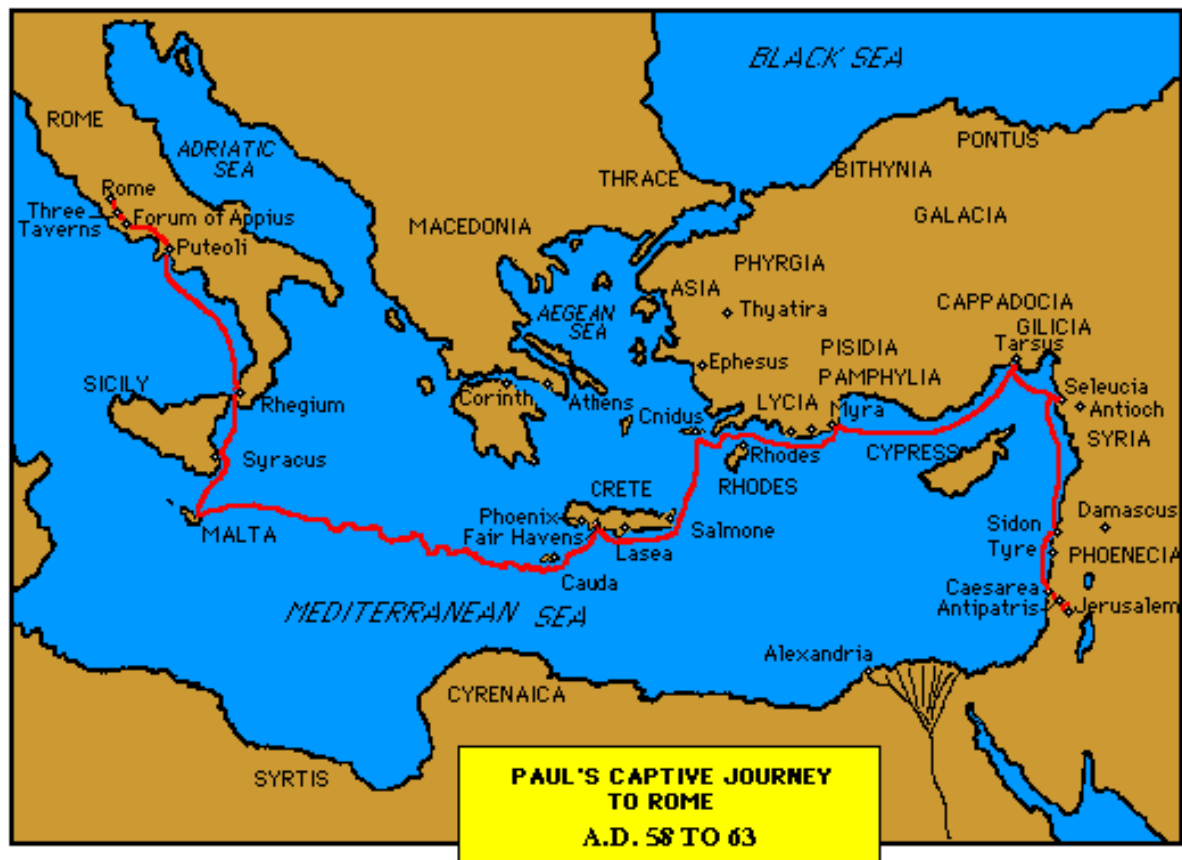 BLACK SEA
ROME
ADRIATIC
SEA
PONTUS
BITHYNIA
THRACE
Rome
Three
Taverns
Forum of Appius
MACEDONIA
GALACIA
Puteoli
PHYRGIA
ASIA
Thyatira
AEGEAN
SEA
CAPPADOCIA
GILICIA
Tarsus
PISIDIA
Ephesus
PAMPHYLIA
SICILY
Rhegium
Corinth
Athens
Cnidus
LYCIA
Myra
Seleucia
Antioch
SYRIA
Syracus
Rhodes
CYPRESS
RHODES
CRETE
MALTA
Phoenix
Fair Havens
Lasea
Salmone
Sidon
Tyre
Damascus
PHOENECIA
Cauda
Caesarea
Antipatris
Jerusalem
MEDITERRANEAN SEA
Alexandria
CYRENAICA
SYRTIS
PAUL'S CAPTIVE JOURNEY
TO ROME
A.D. 58 TO 63